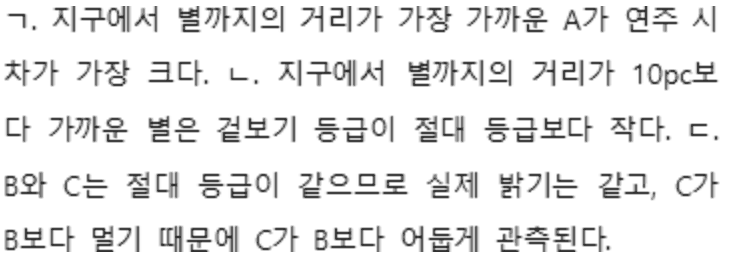 ㄱ. 지구에서 별까지의 거리가 가장 가까운 A가 연주 시
차가 가장 크다. ㄴ. 지구에서 별까지의 거리가 10pc보
다 가까운 별은 겉보기 등급이 절대 등급보다 작다. ㄷ.
B와 C는 절대 등급이 같으므로 실제 밝기는 같고, C가
B보다 멀기 때문에 C가 B보다 어둡게 관측된다.